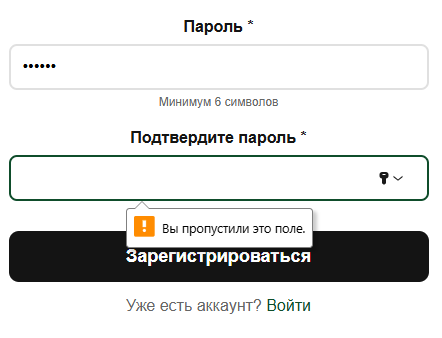 Пароль *
••••••
Минимум 6 символов
Подтвердите пароль *
Вы пропустили это поле.
Зарегистрироваться
Уже есть аккаунт? Войти